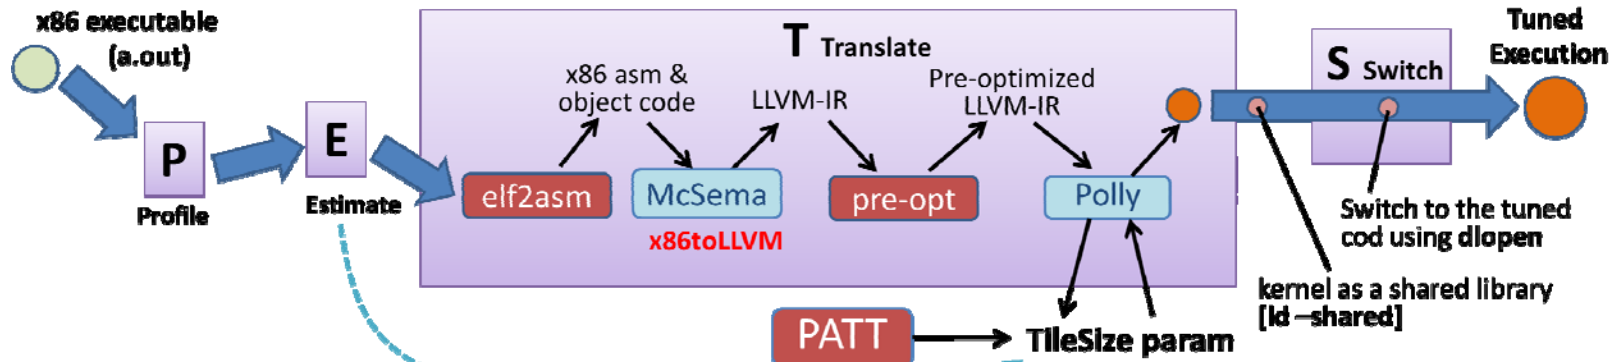 x86 executable
(a.out)
P
Profile
E
Estimate
T Translate
x86 asm &
object code
LLVM-IR
Pre-optimized
LLVM-IR
elf2asm
McSema
x86toLLVM
pre-opt
Polly
PATT
TileSize param
S Switch
Tuned
Execution
Switch to the tuned
cod using dlopen
kernel as a shared library
[ld –shared]